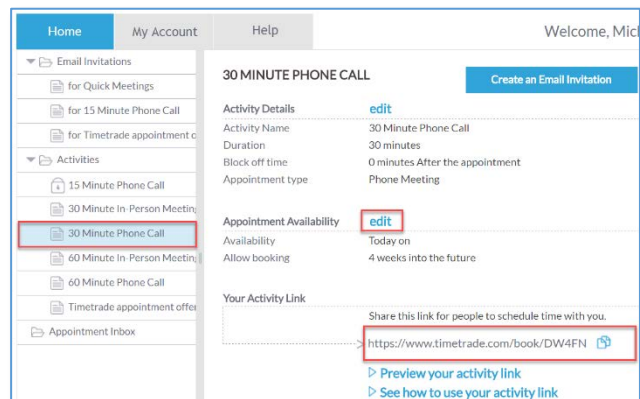 Home My Account Help Welcome, Micl
Email Invitations
for Quick Meetings
for 15 Minute Phone Call
for Timetrade appointment o
Activities
15 Minute Phone Call
30 Minute In-Person Meeting
30 Minute Phone Call
60 Minute In-Person Meeting
60 Minute Phone Call
Timetrade appointment offer
Appointment Inbox
30 MINUTE PHONE CALL
Create an Email Invitation
Activity Details edit
Activity Name 30 Minute Phone Call
Duration 30 minutes
Block off time 0 minutes After the appointment
Appointment type Phone Meeting
Appointment Availability edit
Availability Today on
Allow booking 4 weeks into the future
Your Activity Link
Share this link for people to schedule time with you.
https://www.timetrade.com/book/DW4FN
Preview your activity link
See how to use your activity link